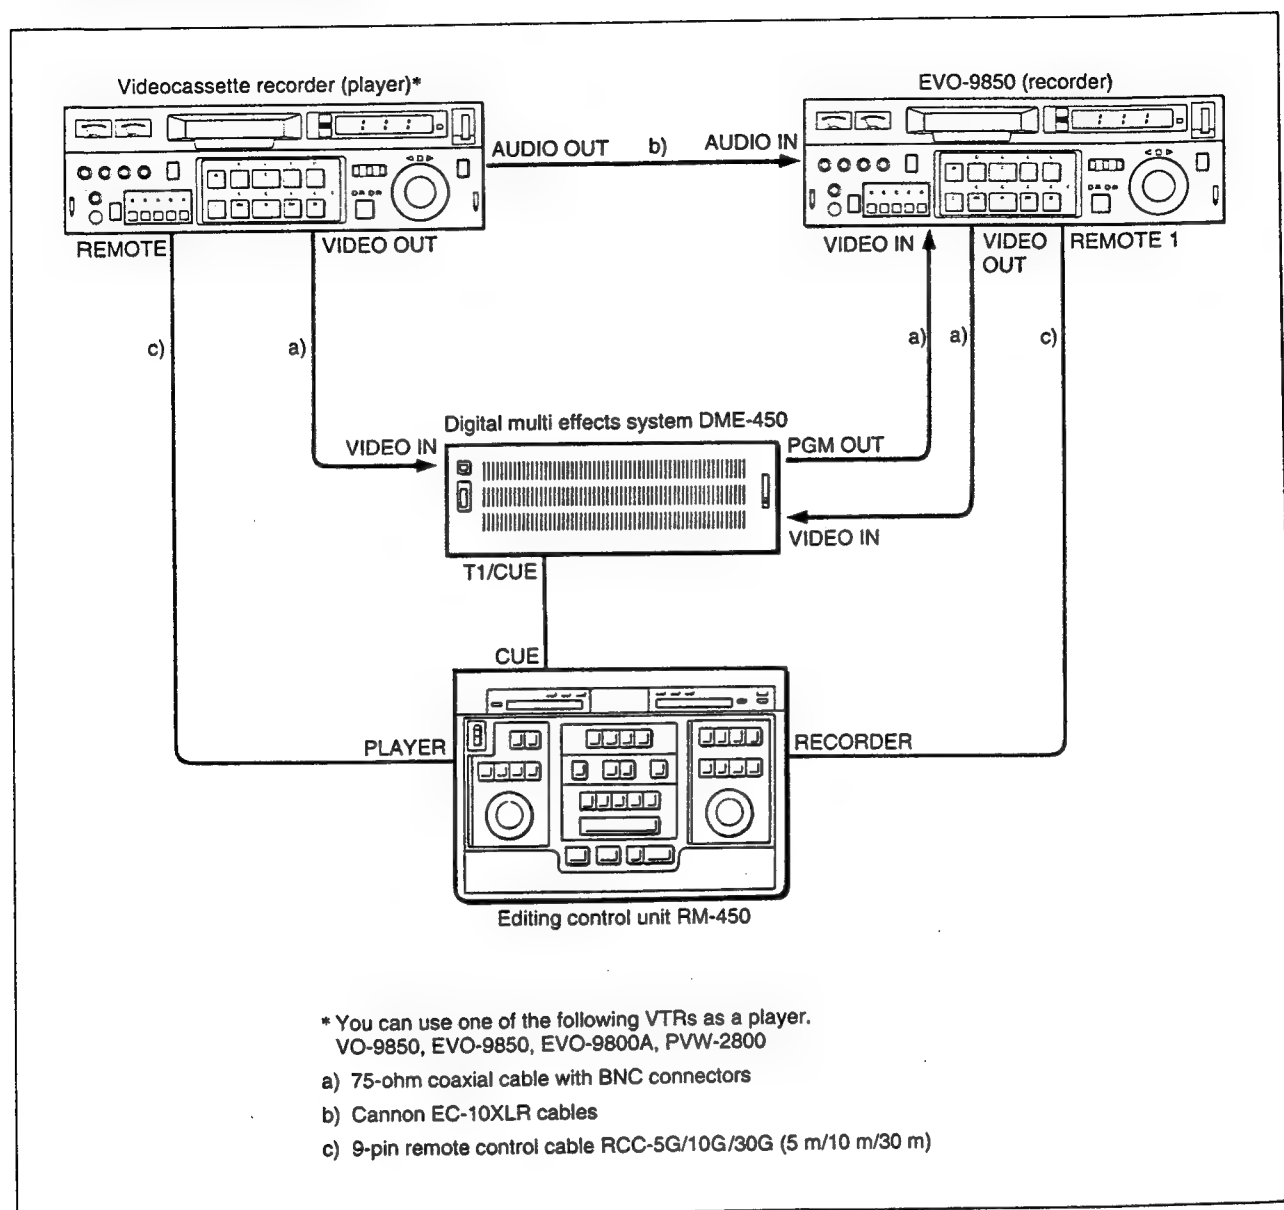 Videocassette recorder (player)*
EVO-9850 (recorder)
AUDIO OUT b) AUDIO IN
REMOTE
VIDEO OUT
VIDEO IN
VIDEO
OUT
REMOTE 1
c)
a)
a)
a)
c)
Digital multi effects system DME-450
VIDEO IN
PGM OUT
VIDEO IN
T1/CUE
CUE
PLAYER
RECORDER
Editing control unit RM-450
* You can use one of the following VTRs as a player.
VO-9850, EVO-9850, EVO-9800A, PVW-2800
a) 75-ohm coaxial cable with BNC connectors
b) Cannon EC-10XLR cables
c) 9-pin remote control cable RCC-5G/10G/30G (5 m/10 m/30 m)